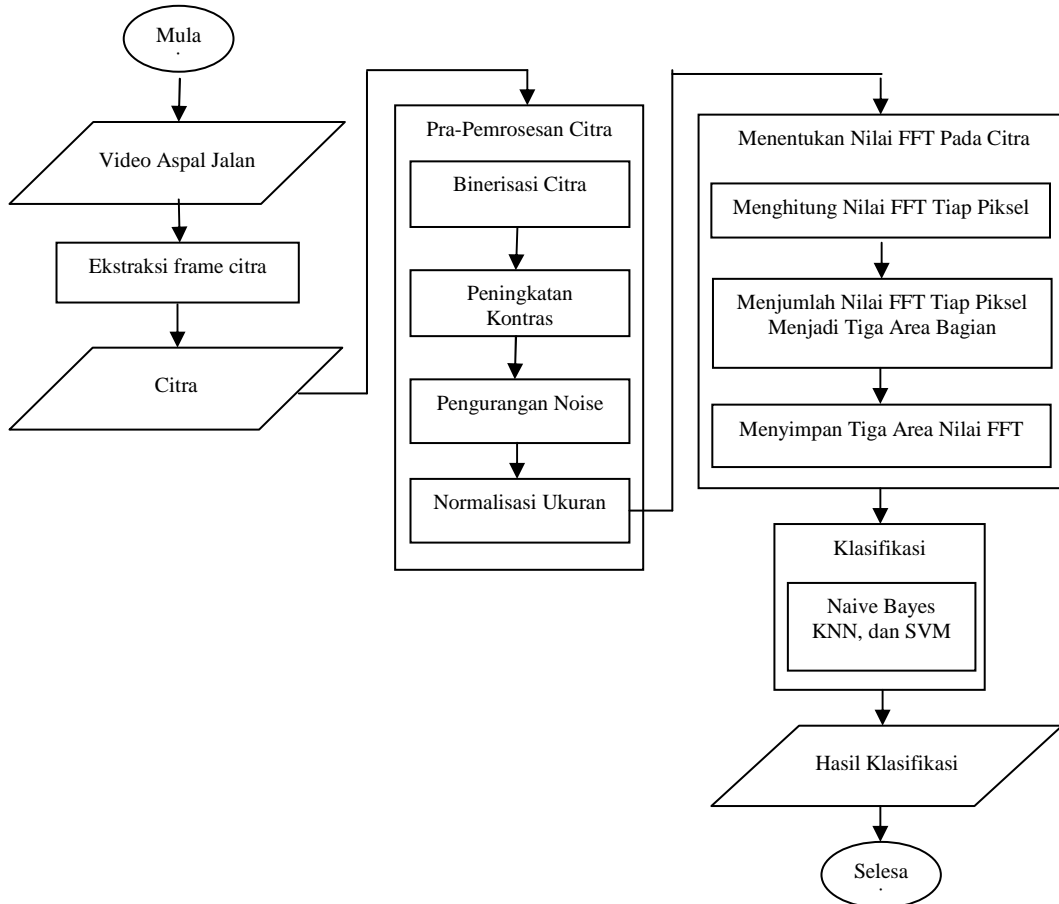 Mula
Video Aspal Jalan
Ekstraksi frame citra
Citra
Pra-Pemrosesan Citra
Binerisasi Citra
Peningkatan
Kontras
Pengurangan Noise
Normalisasi Ukuran
Menentukan Nilai FFT Pada Citra
Menghitung Nilai FFT Tiap Piksel
Menjumlah Nilai FFT Tiap Piksel
Menjadi Tiga Area Bagian
Menyimpan Tiga Area Nilai FFT
Klasifikasi
Naive Bayes
KNN, dan SVM
Hasil Klasifikasi
Selesa